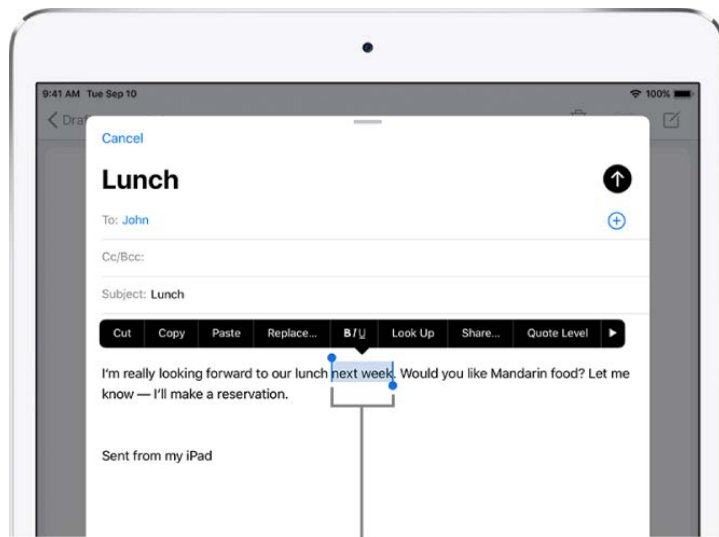 9:41 AM Tue Sep 10 100%
Dra
Cancel
Lunch
To: John
Cc/Bcc:
Subject: Lunch
Cut Copy Paste Replace... BIU Look Up Share... Quote Level
I'm really looking forward to our lunch next week. Would you like Mandarin food? Let me
know — I'll make a reservation.
Sent from my iPad